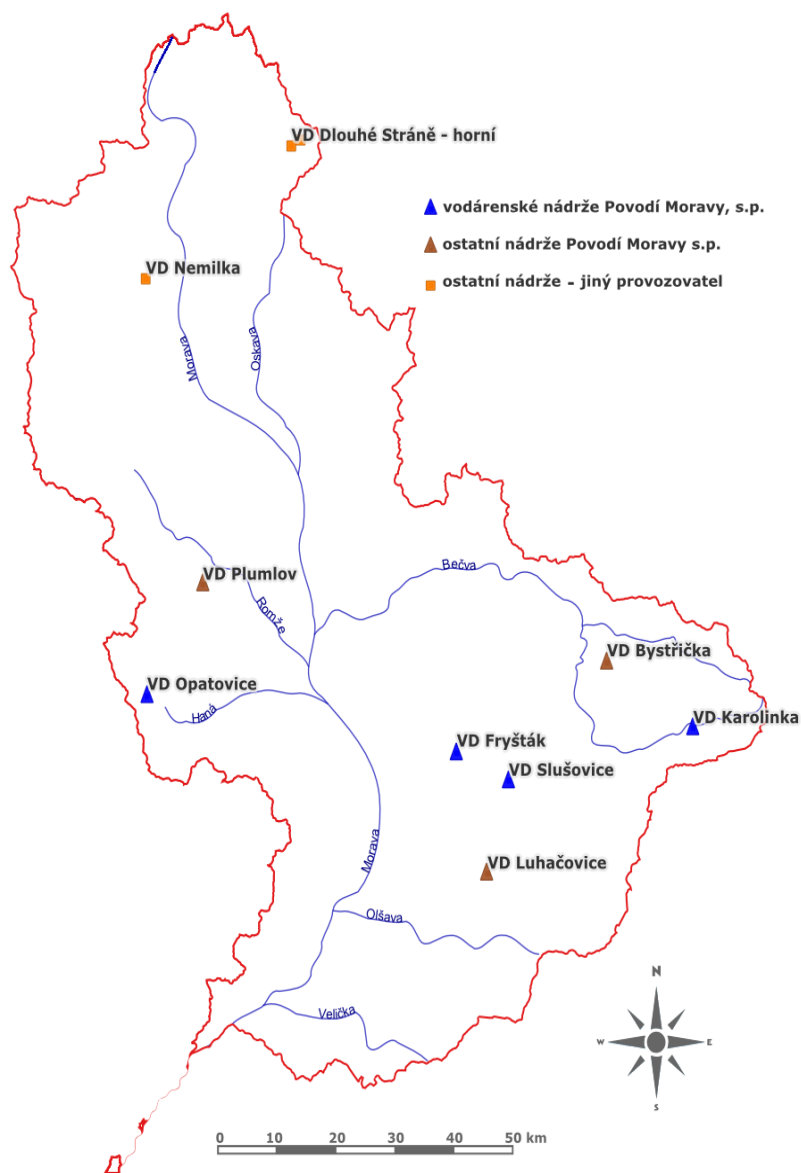 VD Dlouhé Stráně - horní
vodárenské nádrže Povodí Moravy, s.p.
ostatní nádrže Povodí Moravy s.p.
VD Nemilka
ostatní nádrže - jiný provozovatel
Morava
Oskava
Bečva
VD Plumlov
Romže
VD Bystřička
VD Opatovice
Haná
VD Karolinka
VD Fryšták
VD Slušovice
Morava
VD Luhačovice
Olšava
Velička
N
W
E
S
0 10 20 30 40 50 km